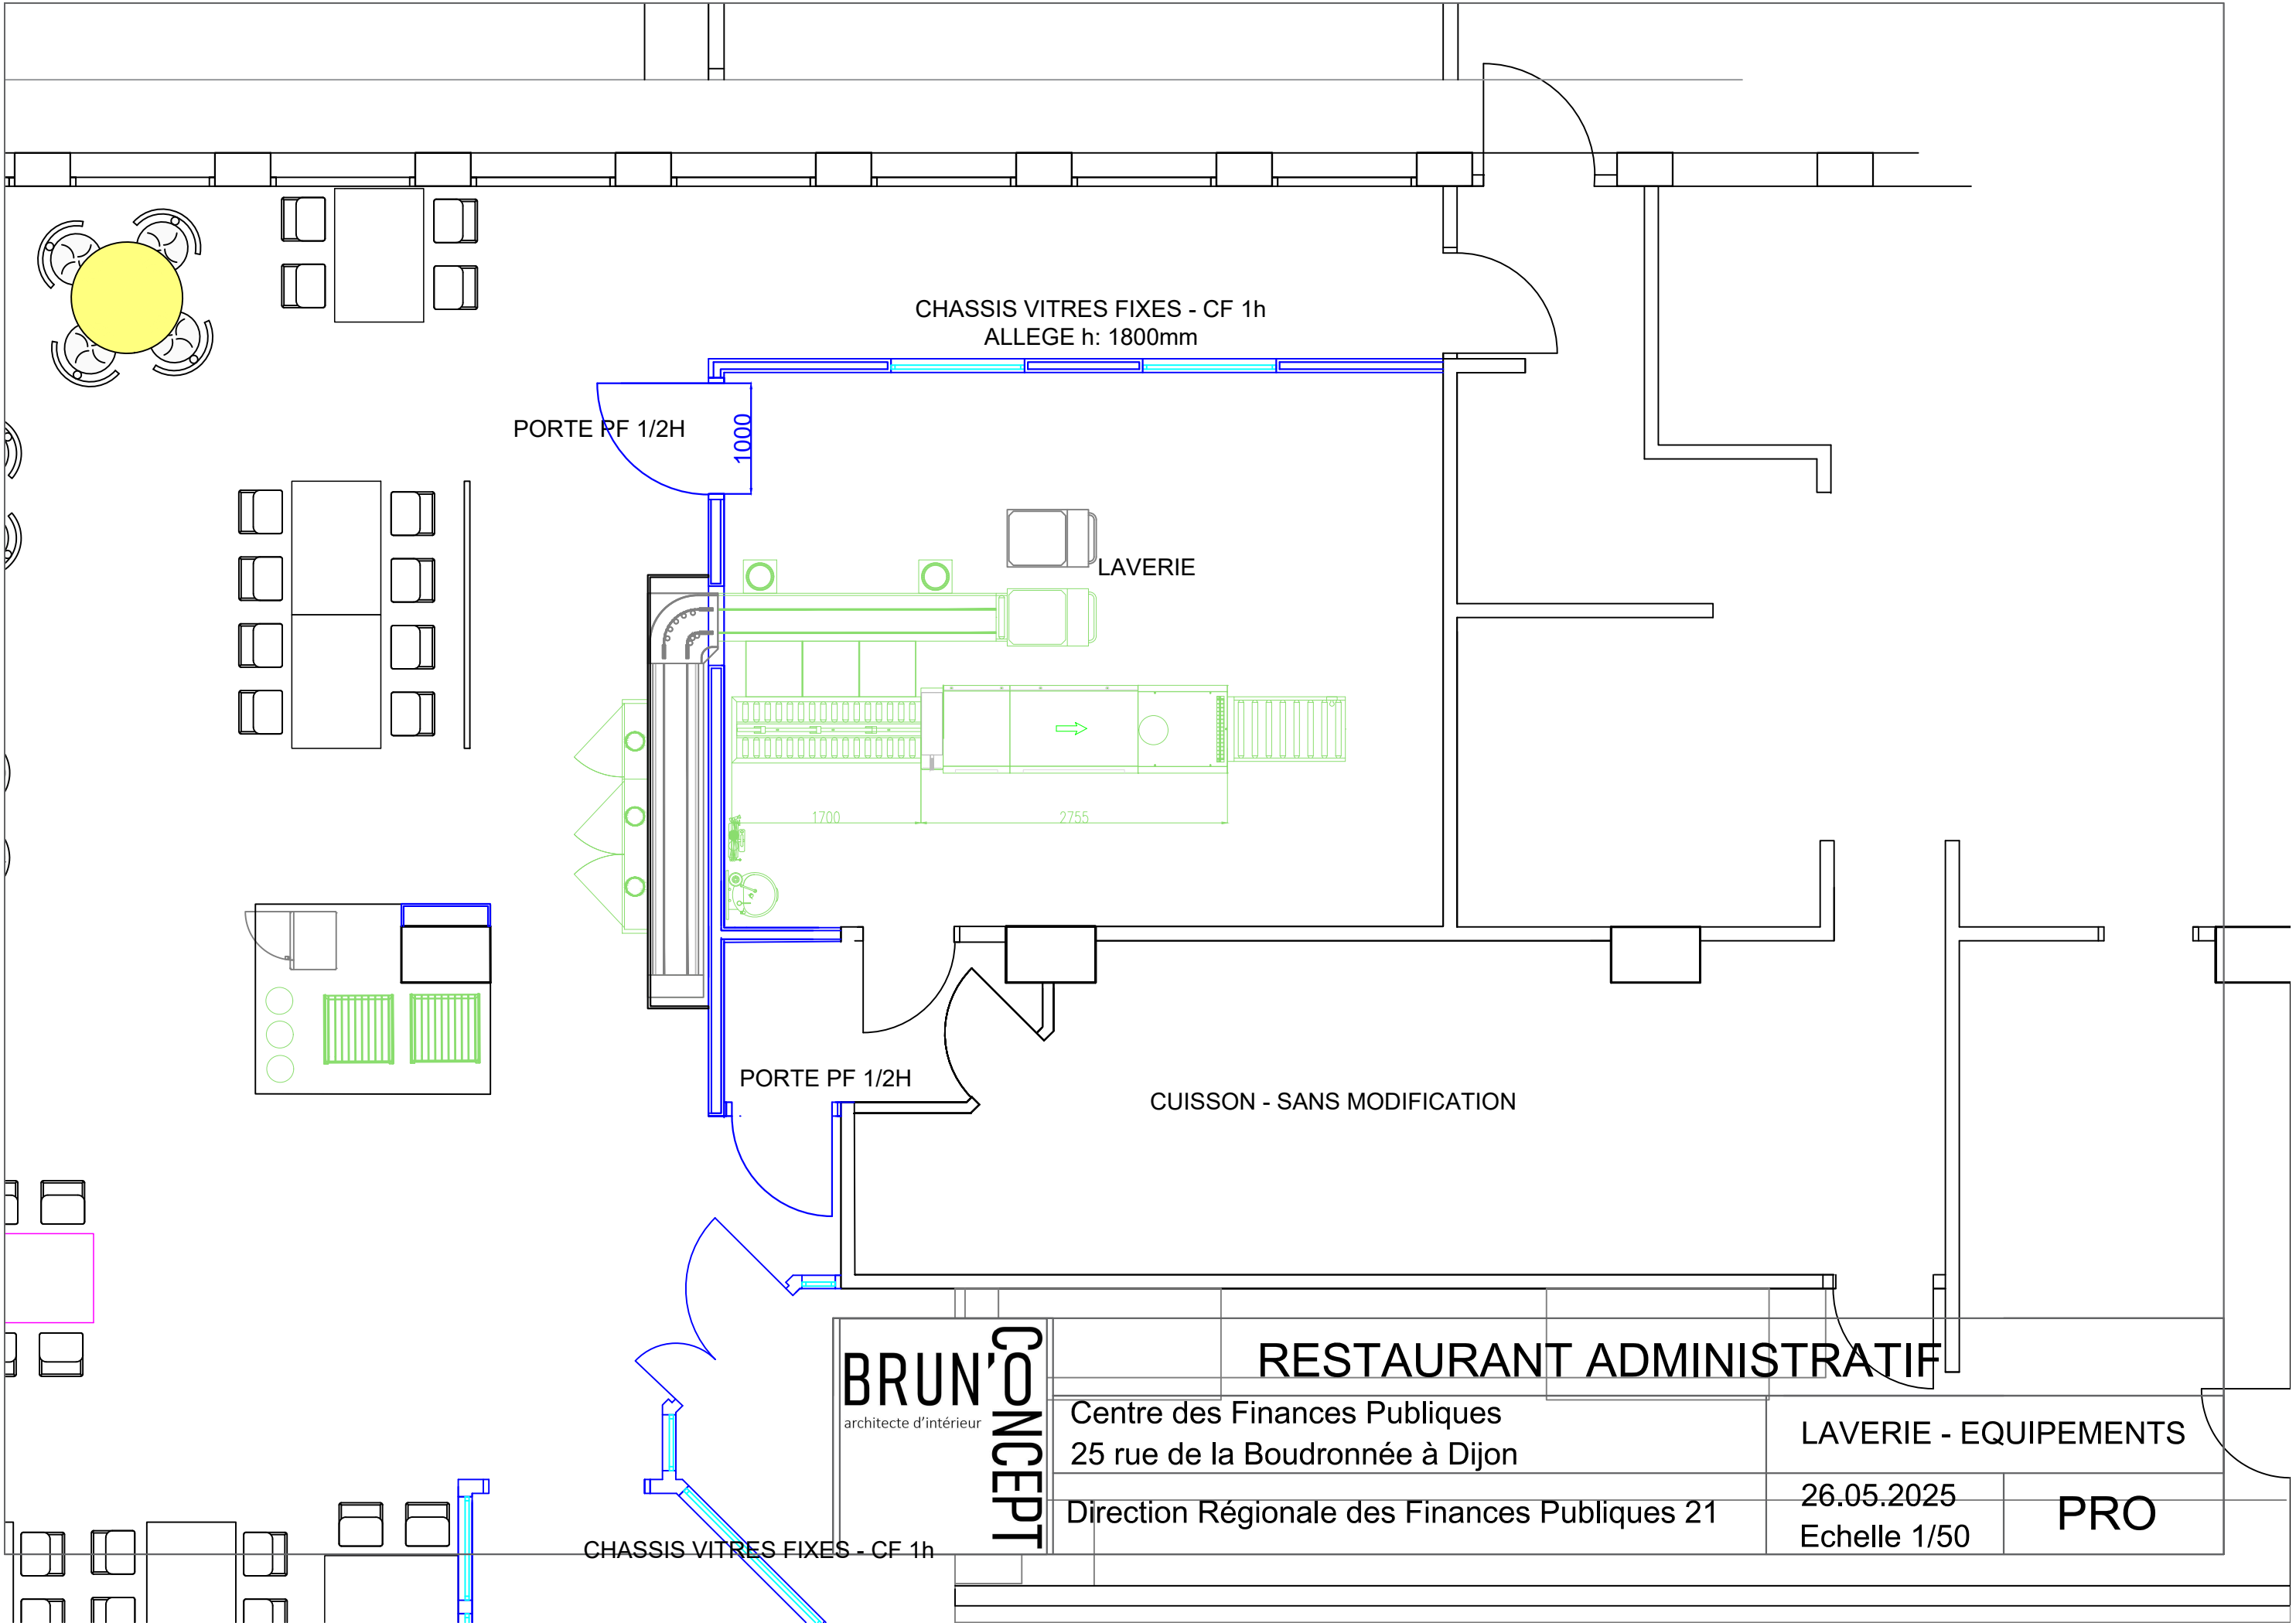 CHASSIS VITRES FIXES - CF 1h
ALLEGE h: 1800mm
PORTE PF 1/2H
1000
LAVERIE
1700
2755
PORTE PF 1/2H
CUISSON - SANS MODIFICATION
BRUN'O
CONCEPT
architecte d'intérieur
RESTAURANT ADMINISTRATIF
Centre des Finances Publiques
25 rue de la Boudronnée à Dijon
LAVERIE - EQUIPEMENTS
Direction Régionale des Finances Publiques 21
26.05.2025
Echelle 1/50
PRO
CHASSIS VITRES FIXES - CF 1h